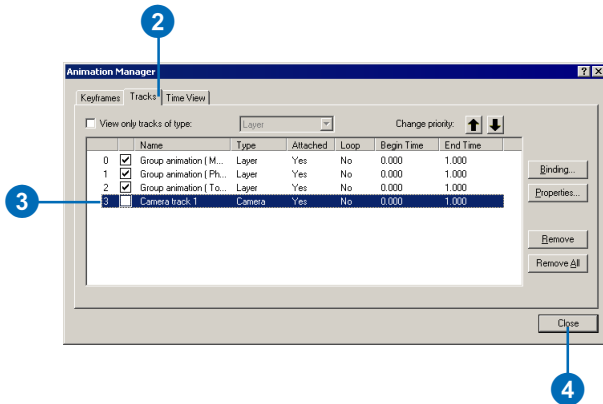 2
Animation Manager
Keyframes Tracks Time View
View only tracks of type: Layer Change priority:
Name Type Attached Loop Begin Time End Time
0 Group animation ( M... Layer Yes No 0.000 1.000
1 Group animation ( Ph... Layer Yes No 0.000 1.000
2 Group animation ( To... Layer Yes No 0.000 1.000
3 3 Camera track 1 Camera Yes No 0.000 1.000
Binding...
Properties...
Remove
Remove All
Close
4